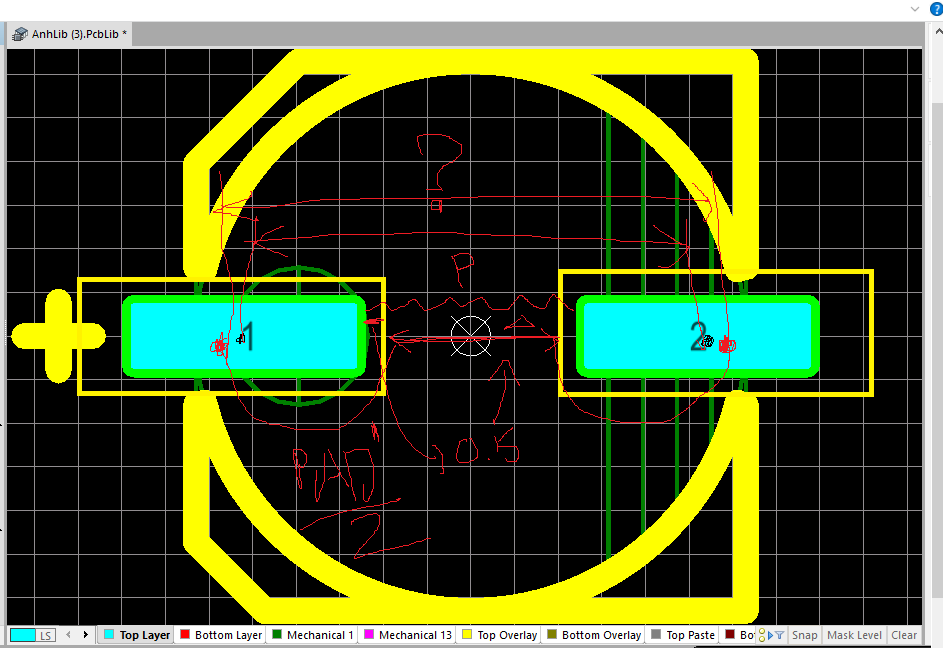 AnhLib (3).PcbLib *
?
P
1
2
10.5
PIND
2
LS
Top Layer
Bottom Layer
Mechanical 1
Mechanical 13
Top Overlay
Bottom Overlay
Top Paste
Bo
Snap
Mask Level
Clear